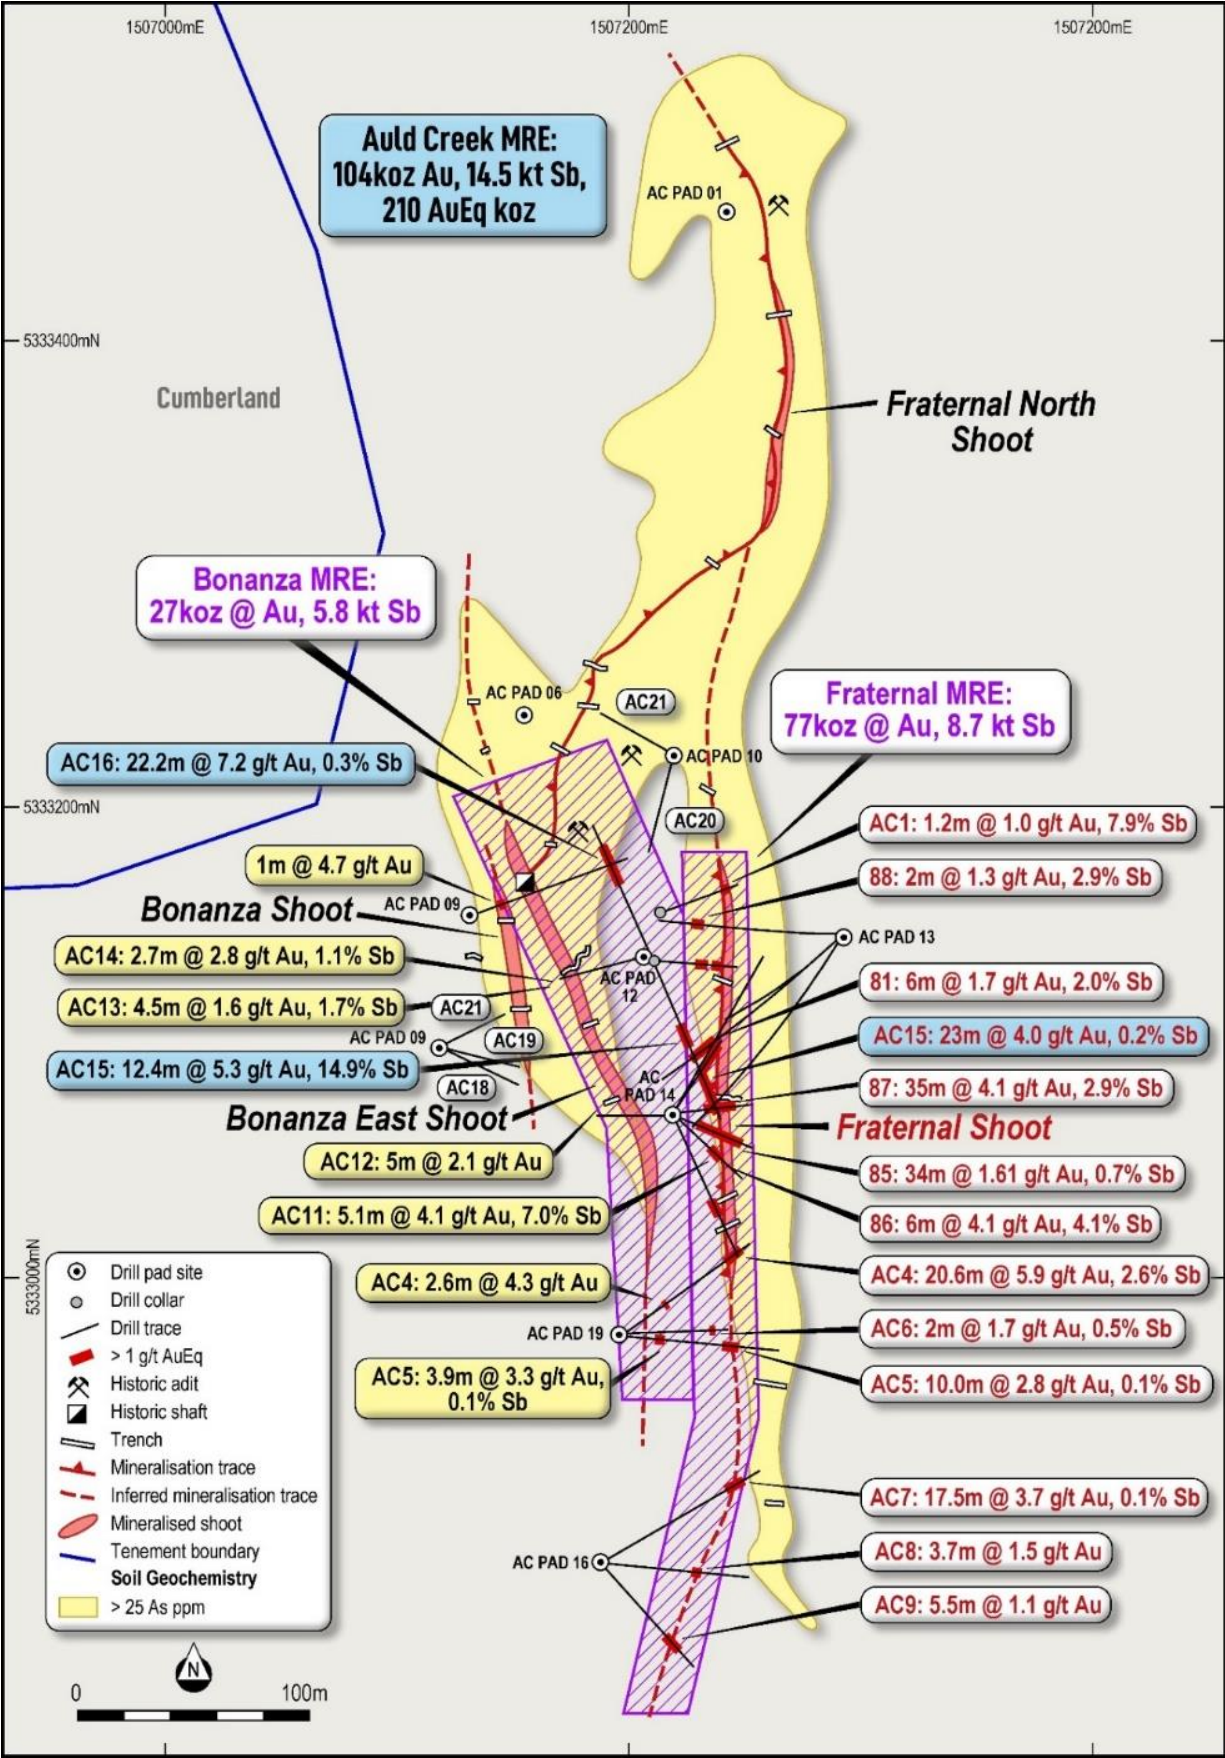 1507000mE
1507200mE
1507200mE
Auld Creek MRE:
104koz Au, 14.5 kt Sb,
210 AuEq koz
AC PAD 01
5333400mN
Cumberland
Fraternal North
Shoot
Bonanza MRE:
27koz @ Au, 5.8 kt Sb
Fraternal MRE:
77koz @ Au, 8.7 kt Sb
AC PAD 06
AC21
AC PAD 10
AC16: 22.2m @ 7.2 g/t Au, 0.3% Sb
5333200mN
AC20
AC1: 1.2m @ 1.0 g/t Au, 7.9% Sb
1m @ 4.7 g/t Au
88: 2m @ 1.3 g/t Au, 2.9% Sb
Bonanza Shoot
AC PAD 09
AC PAD 13
AC14: 2.7m @ 2.8 g/t Au, 1.1% Sb
AC PAD
12
81: 6m @ 1.7 g/t Au, 2.0% Sb
AC13: 4.5m @ 1.6 g/t Au, 1.7% Sb
AC21
AC PAD 09
AC19
AC15: 23m @ 4.0 g/t Au, 0.2% Sb
AC15: 12.4m @ 5.3 g/t Au, 14.9% Sb
AC18
AC
PAD 14
87: 35m @ 4.1 g/t Au, 2.9% Sb
Bonanza East Shoot
Fraternal Shoot
AC12: 5m @ 2.1 g/t Au
85: 34m @ 1.61 g/t Au, 0.7% Sb
AC11: 5.1m @ 4.1 g/t Au, 7.0% Sb
86: 6m @ 4.1 g/t Au, 4.1% Sb
5333000mN
AC4: 2.6m @ 4.3 g/t Au
AC4: 20.6m @ 5.9 g/t Au, 2.6% Sb
AC PAD 19
AC6: 2m @ 1.7 g/t Au, 0.5% Sb
AC5: 3.9m @ 3.3 g/t Au,
0.1% Sb
AC5: 10.0m @ 2.8 g/t Au, 0.1% Sb
AC7: 17.5m @ 3.7 g/t Au, 0.1% Sb
AC PAD 16
AC8: 3.7m @ 1.5 g/t Au
AC9: 5.5m @ 1.1 g/t Au
Drill pad site
Drill collar
Drill trace
> 1 g/t AuEq
Historic adit
Historic shaft
Trench
Mineralisation trace
Inferred mineralisation trace
Mineralised shoot
Tenement boundary
Soil Geochemistry
> 25 As ppm
N
0
100m